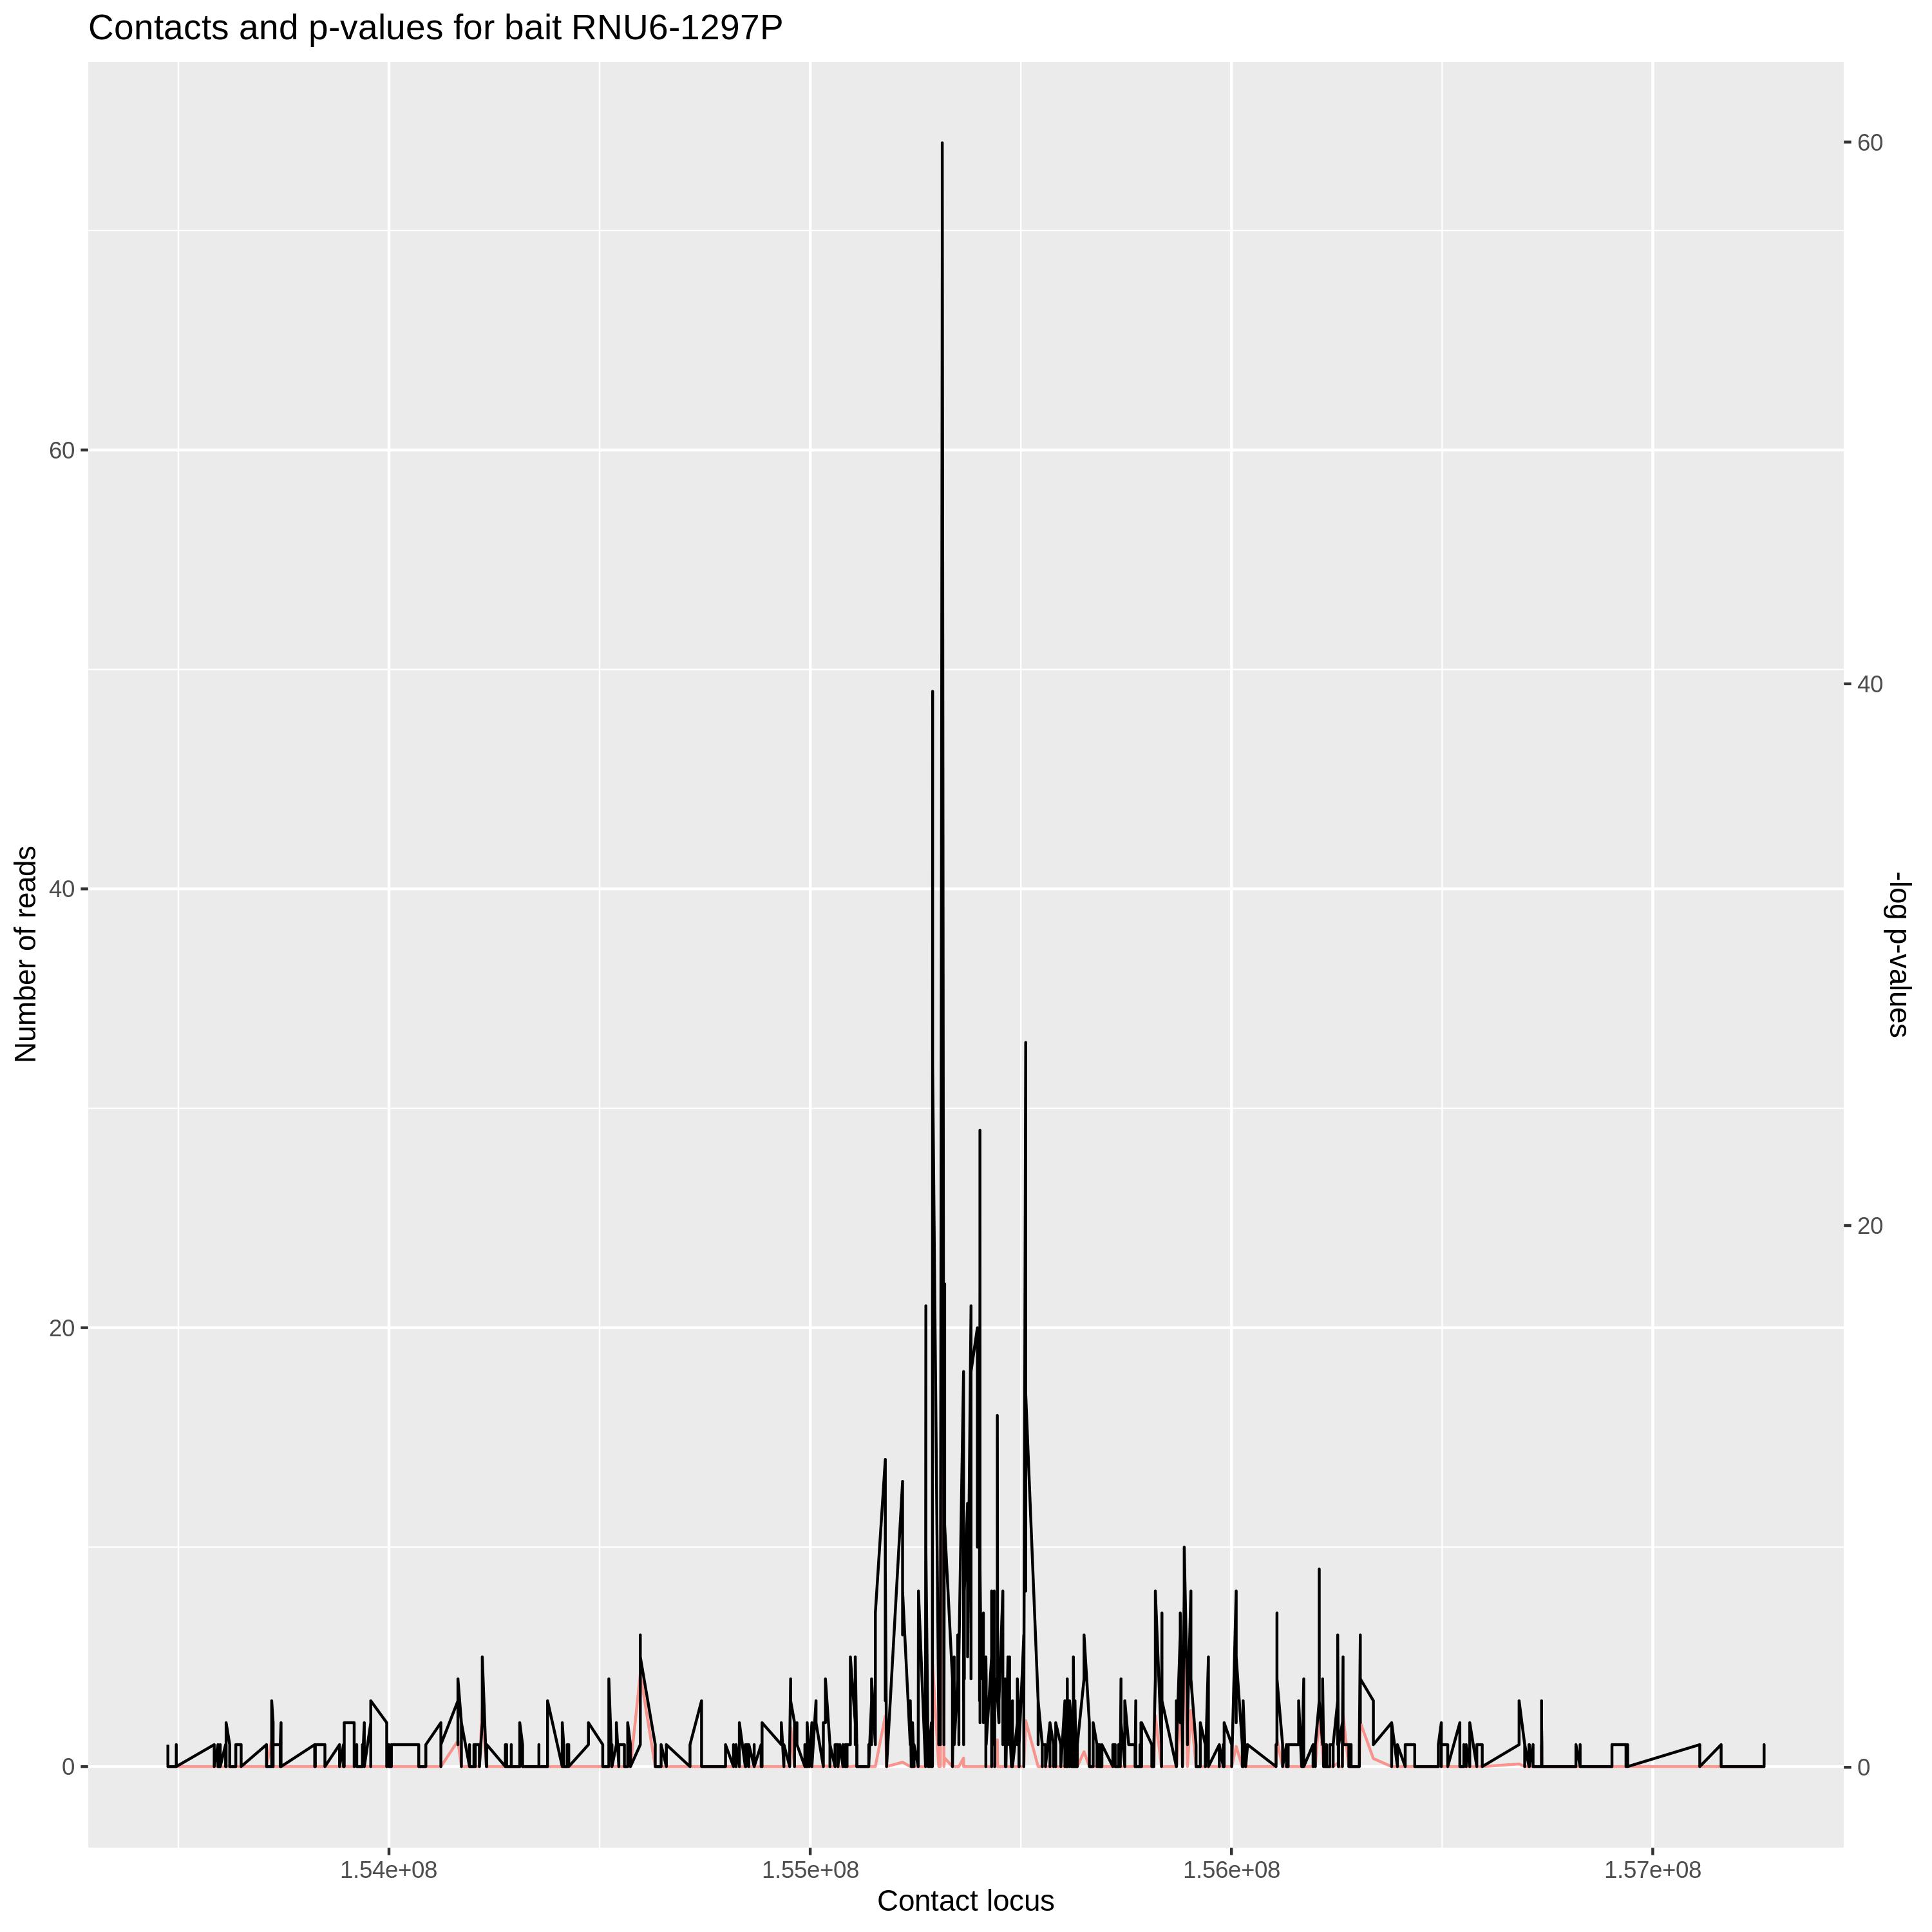 Contacts and p-values for bait RNU6-1297P
60
40
20
0
Number of reads
60
40
20
0
-log p-values
1.54e+08
1.55e+08
1.56e+08
1.57e+08
Contact locus